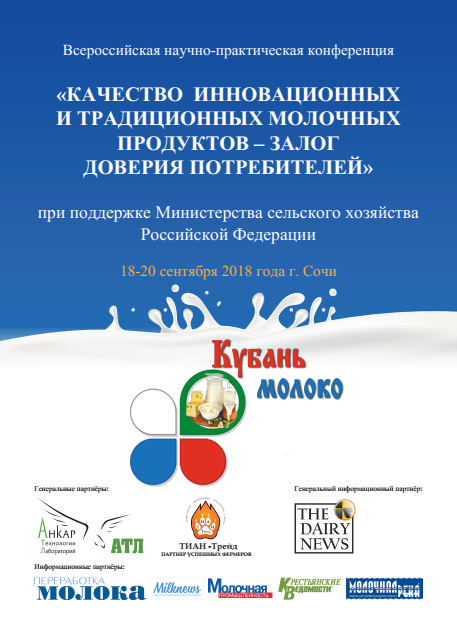 Всероссийская научно-практическая конференция
«КАЧЕСТВО ИННОВАЦИОННЫХ
И ТРАДИЦИОННЫХ МОЛОЧНЫХ
ПРОДУКТОВ – ЗАЛОГ
ДОВЕРИЯ ПОТРЕБИТЕЛЕЙ»
при поддержке Министерства сельского хозяйства
Российской Федерации
18-20 сентября 2018 года г. Сочи
Кубань
молоко
Генеральные партнёры:
Генеральный информационный партнёр:
Анкар
Технологии
Лабораторий
АТЛ
ТИАН •Трейд
ПАРТНЕР УСПЕШНЫХ ФЕРМЕРОВ
THE
DAIRY
NEWS
Информационные партнёры:
ПЕРЕРАБОТКА
МОЛОКА
Milknews
Молочная
ПРОМЫШЛЕННОСТЬ
КРЕСТЬЯНСКИЕ
ВЕДОМОСТИ
МОЛОЧНАЯ РЕКА